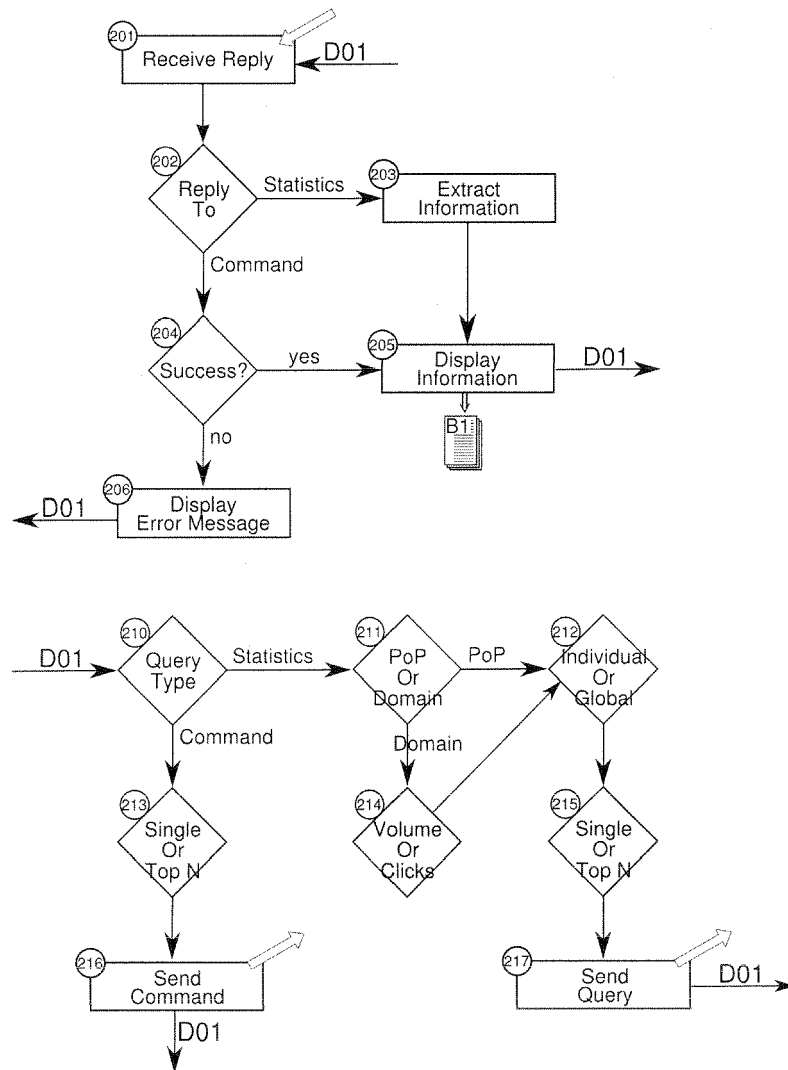 201
Receive Reply
D01
202
Reply
To
Statistics
203
Extract
Information
Command
204
Success?
yes
205
Display
Information
D01
B1
no
206
Display
Error Message
D01
D01
210
Query
Type
Statistics
211
PoP
Or
Domain
PoP
212
Individual
Or
Global
Command
Domain
213
Single
Or
Top N
214
Volume
Or
Clicks
215
Single
Or
Top N
216
Send
Command
D01
217
Send
Query
D01